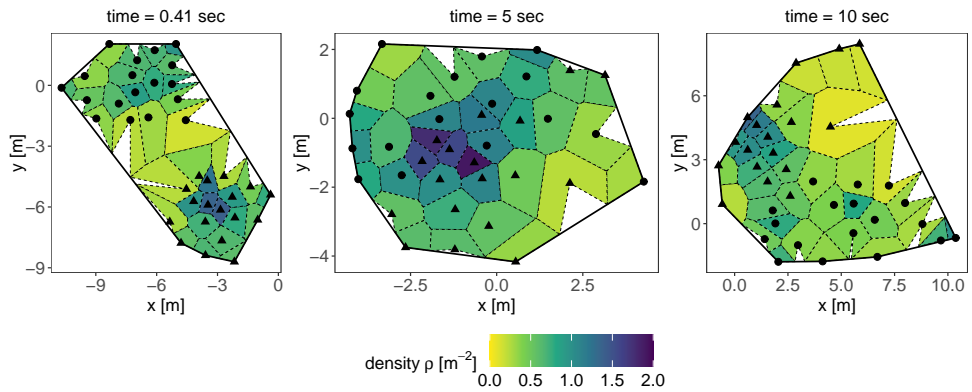 time = 0.41 sec
time = 5 sec
time = 10 sec
y [m]
0
−3
−6
−9
−9
−6
−3
0
x [m]
y [m]
2
0
−2
−4
−2.5
0.0
2.5
x [m]
y [m]
6
3
0
0.0
2.5
5.0
7.5
10.0
x [m]
density ρ [m⁻²]
0.0 0.5 1.0 1.5 2.0